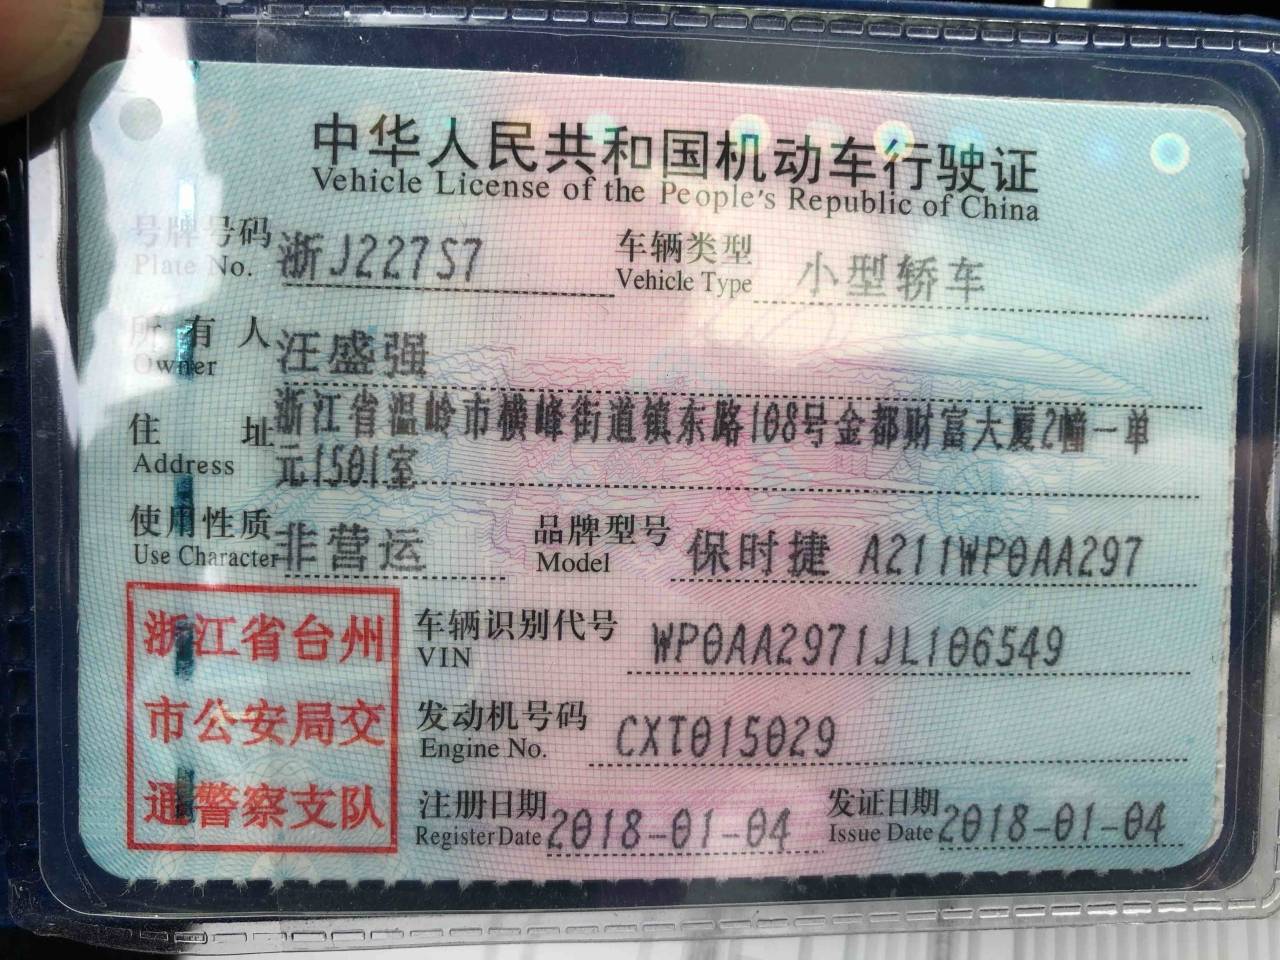 中华人民共和国机动车行驶证
Vehicle License of the People's Republic of China
号牌号码 浙J227S7 车辆类型 小型轿车
Plate No. Vehicle Type
所有人 汪盛强
Owner
住址 浙江省温岭市横峰街道镇东路108号金都财富大厦2幢一单
Address 元1501室
使用性质 非营运 品牌型号 保时捷 A211WP0AA297
Use Character Model
浙江省台州
市公安局交
通警察支队
车辆识别代号 WP0AA2971JL106549
VIN
发动机号码 CXT015029
Engine No.
注册日期 2018-01-04 发证日期 2018-01-04
Register Date Issue Date